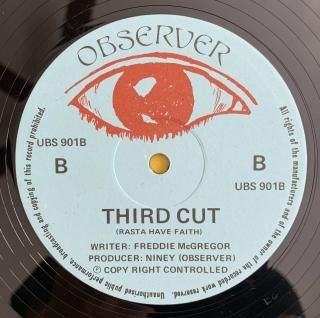 OBSERVER
UBS 901B
B
B
UBS 901B
THIRD CUT
(RASTA HAVE FAITH)
WRITER: FREDDIE McGREGOR
PRODUCER: NINEY (OBSERVER)
Ⓟ COPY RIGHT CONTROLLED
All rights of the manufacturers and of the owner of the recorded work reserved. Unauthorised public performance, broadcasting and copying of this record prohibited.